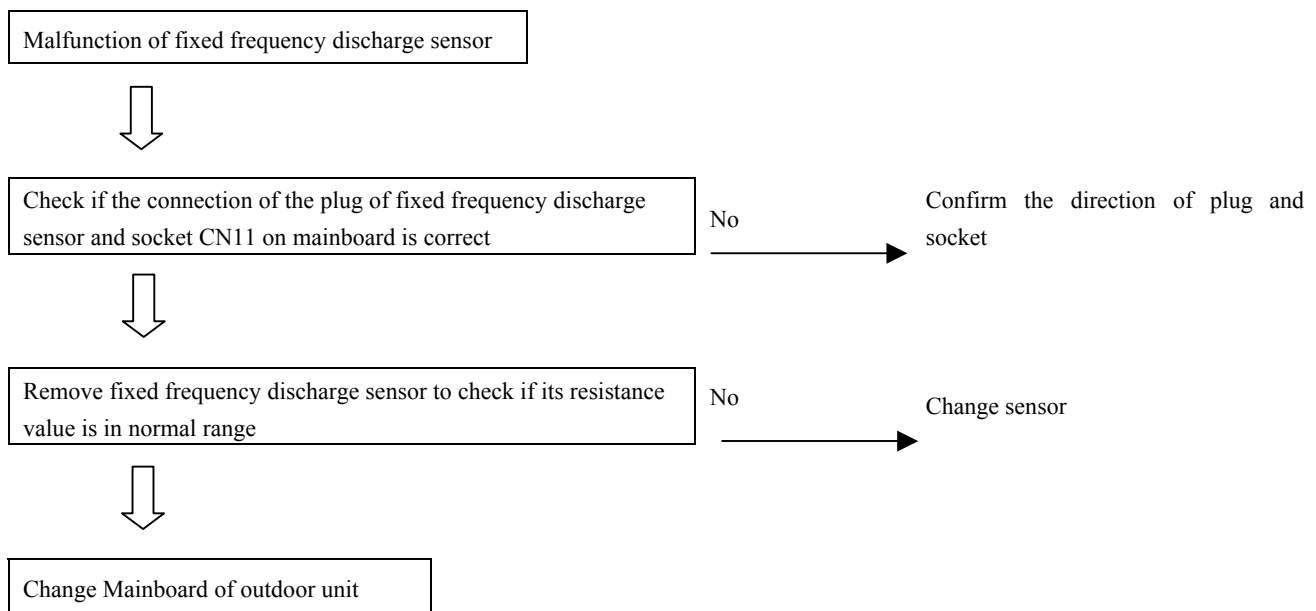 Malfunction of fixed frequency discharge sensor
Check if the connection of the plug of fixed frequency discharge
sensor and socket CN11 on mainboard is correct
No
Confirm the direction of plug and
socket
Remove fixed frequency discharge sensor to check if its resistance
value is in normal range
No
Change sensor
Change Mainboard of outdoor unit